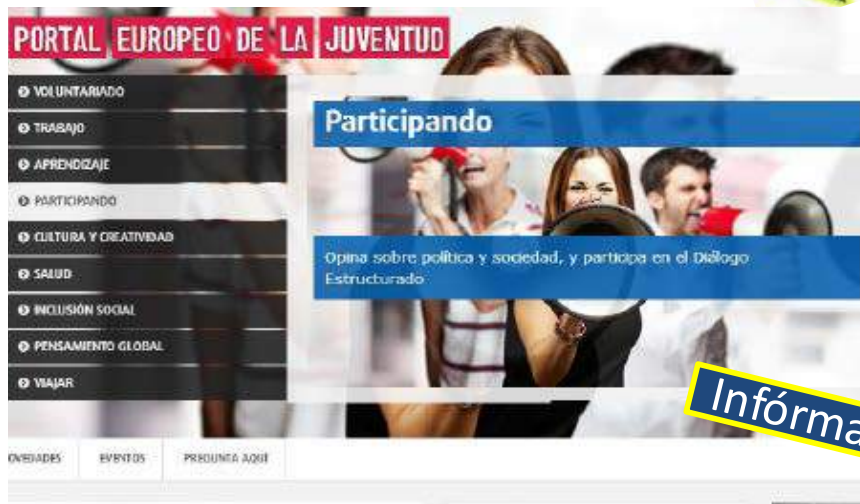 PORTAL EUROPEO DE LA JUVENTUD
VOLUNTARIADO
TRABAJO
APRENDIZAJE
PARTICIPANDO
CULTURA Y CREATIVIDAD
SALUD
INCLUSIÓN SOCIAL
PENSAMIENTO GLOBAL
VIAJAR
Participando
Opina sobre política y sociedad, y participa en el Diálogo
Estructurado
Infórma
OVEDADES EVENTOS PREGUNTA AQUÍ